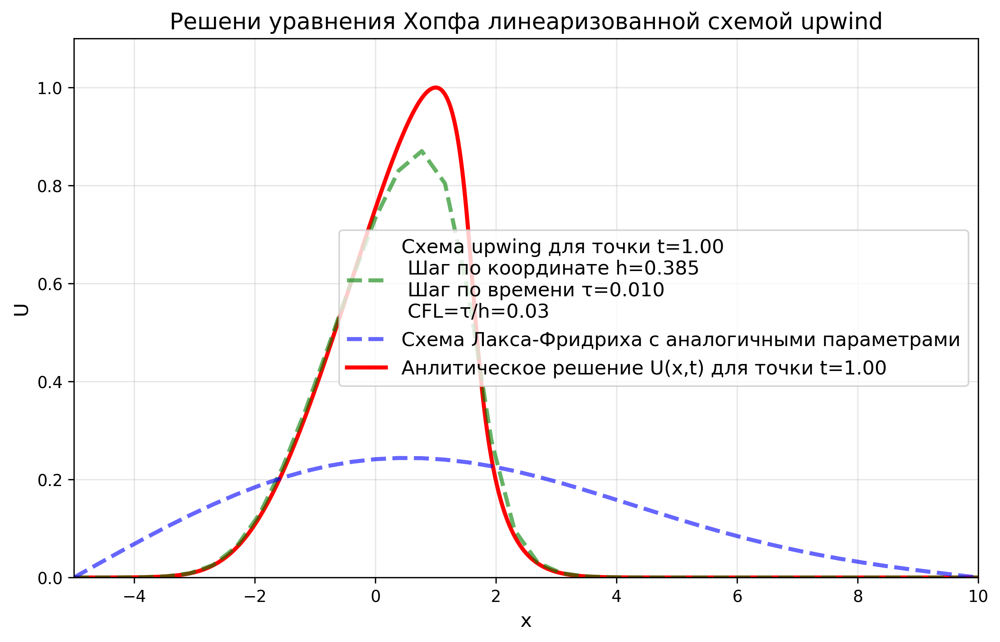 Решени уравнения Хопфа линеаризованной схемой upwind
U
1.0
0.8
0.6
0.4
0.2
0.0
Схема upwing для точки t=1.00
Шаг по координате h=0.385
Шаг по времени τ=0.010
CFL=τ/h=0.03
Схема Лакса-Фридриха с аналогичными параметрами
Анлитическое решение U(x,t) для точки t=1.00
−4 −2 0 2 4 6 8 10
x